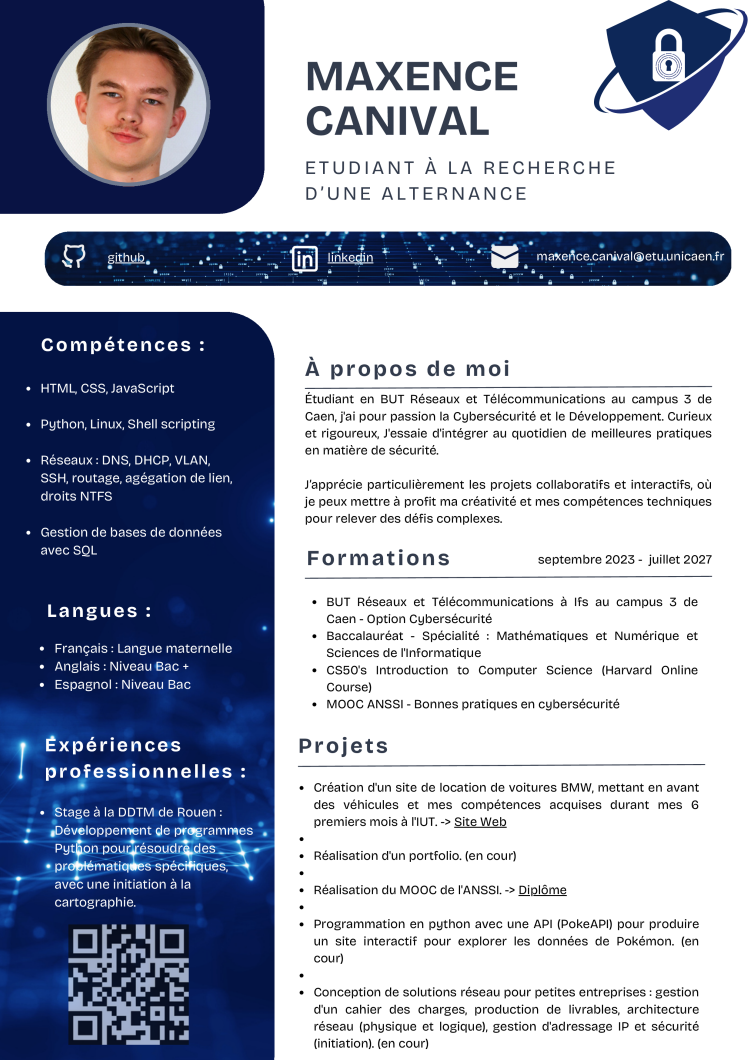 MAXENCE
CANIVAL
ETUDIANT À LA RECHERCHE
D'UNE ALTERNANCE
github
linkedin
maxence.canival@etu.unicaen.fr
Compétences :
• HTML, CSS, JavaScript
• Python, Linux, Shell scripting
• Réseaux : DNS, DHCP, VLAN,
SSH, routage, agégation de lien,
droits NTFS
• Gestion de bases de données
avec SQL
Langues :
• Français : Langue maternelle
• Anglais : Niveau Bac +
• Espagnol : Niveau Bac
Expériences
professionnelles :
• Stage à la DDTM de Rouen :
Développement de programmes
Python pour résoudre des
problématiques spécifiques,
avec une initiation à la
cartographie.
À propos de moi
Étudiant en BUT Réseaux et Télécommunications au campus 3 de
Caen, j'ai pour passion la Cybersécurité et le Développement. Curieux
et rigoureux, J'essaie d'intégrer au quotidien de meilleures pratiques
en matière de sécurité.
J'apprécie particulièrement les projets collaboratifs et interactifs, où
je peux mettre à profit ma créativité et mes compétences techniques
pour relever des défis complexes.
Formations
septembre 2023 - juillet 2027
• BUT Réseaux et Télécommunications à Ifs au campus 3 de
Caen - Option Cybersécurité
• Baccalauréat - Spécialité : Mathématiques et Numérique et
Sciences de l'Informatique
• CS50's Introduction to Computer Science (Harvard Online
Course)
• MOOC ANSSI - Bonnes pratiques en cybersécurité
Projets
• Création d'un site de location de voitures BMW, mettant en avant
des véhicules et mes compétences acquises durant mes 6
premiers mois à l'IUT. -> Site Web
•
• Réalisation d'un portfolio. (en cour)
•
• Réalisation du MOOC de l'ANSSI. -> Diplôme
•
• Programmation en python avec une API (PokeAPI) pour produire
un site interactif pour explorer les données de Pokémon. (en
cour)
•
• Conception de solutions réseau pour petites entreprises : gestion
d'un cahier des charges, production de livrables, architecture
réseau (physique et logique), gestion d'adressage IP et sécurité
(initiation). (en cour)